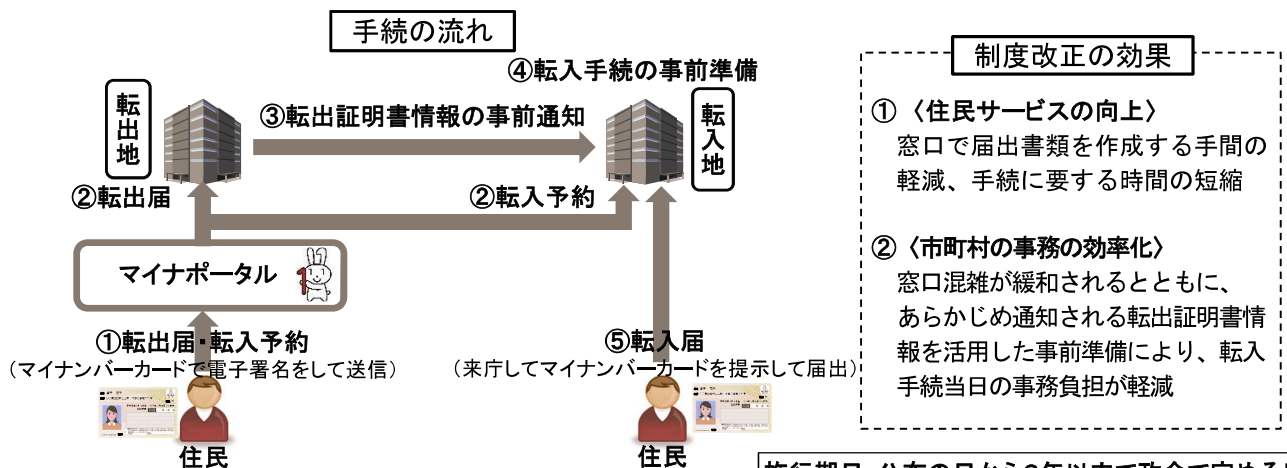 手続の流れ
④転入手続の事前準備
転出地
③転出証明書情報の事前通知
転入地
②転出届
②転入予約
マイナポータル
①転出届・転入予約
(マイナンバーカードで電子署名をして送信)
⑤転入届
(来庁してマイナンバーカードを提示して届出)
住民
住民
制度改正の効果
① 〈住民サービスの向上〉
窓口で届出書類を作成する手間の
軽減、手続に要する時間の短縮
② 〈市町村の事務の効率化〉
窓口混雑が緩和されるとともに、
あらかじめ通知される転出証明書情
報を活用した事前準備により、転入
手続当日の事務負担が軽減